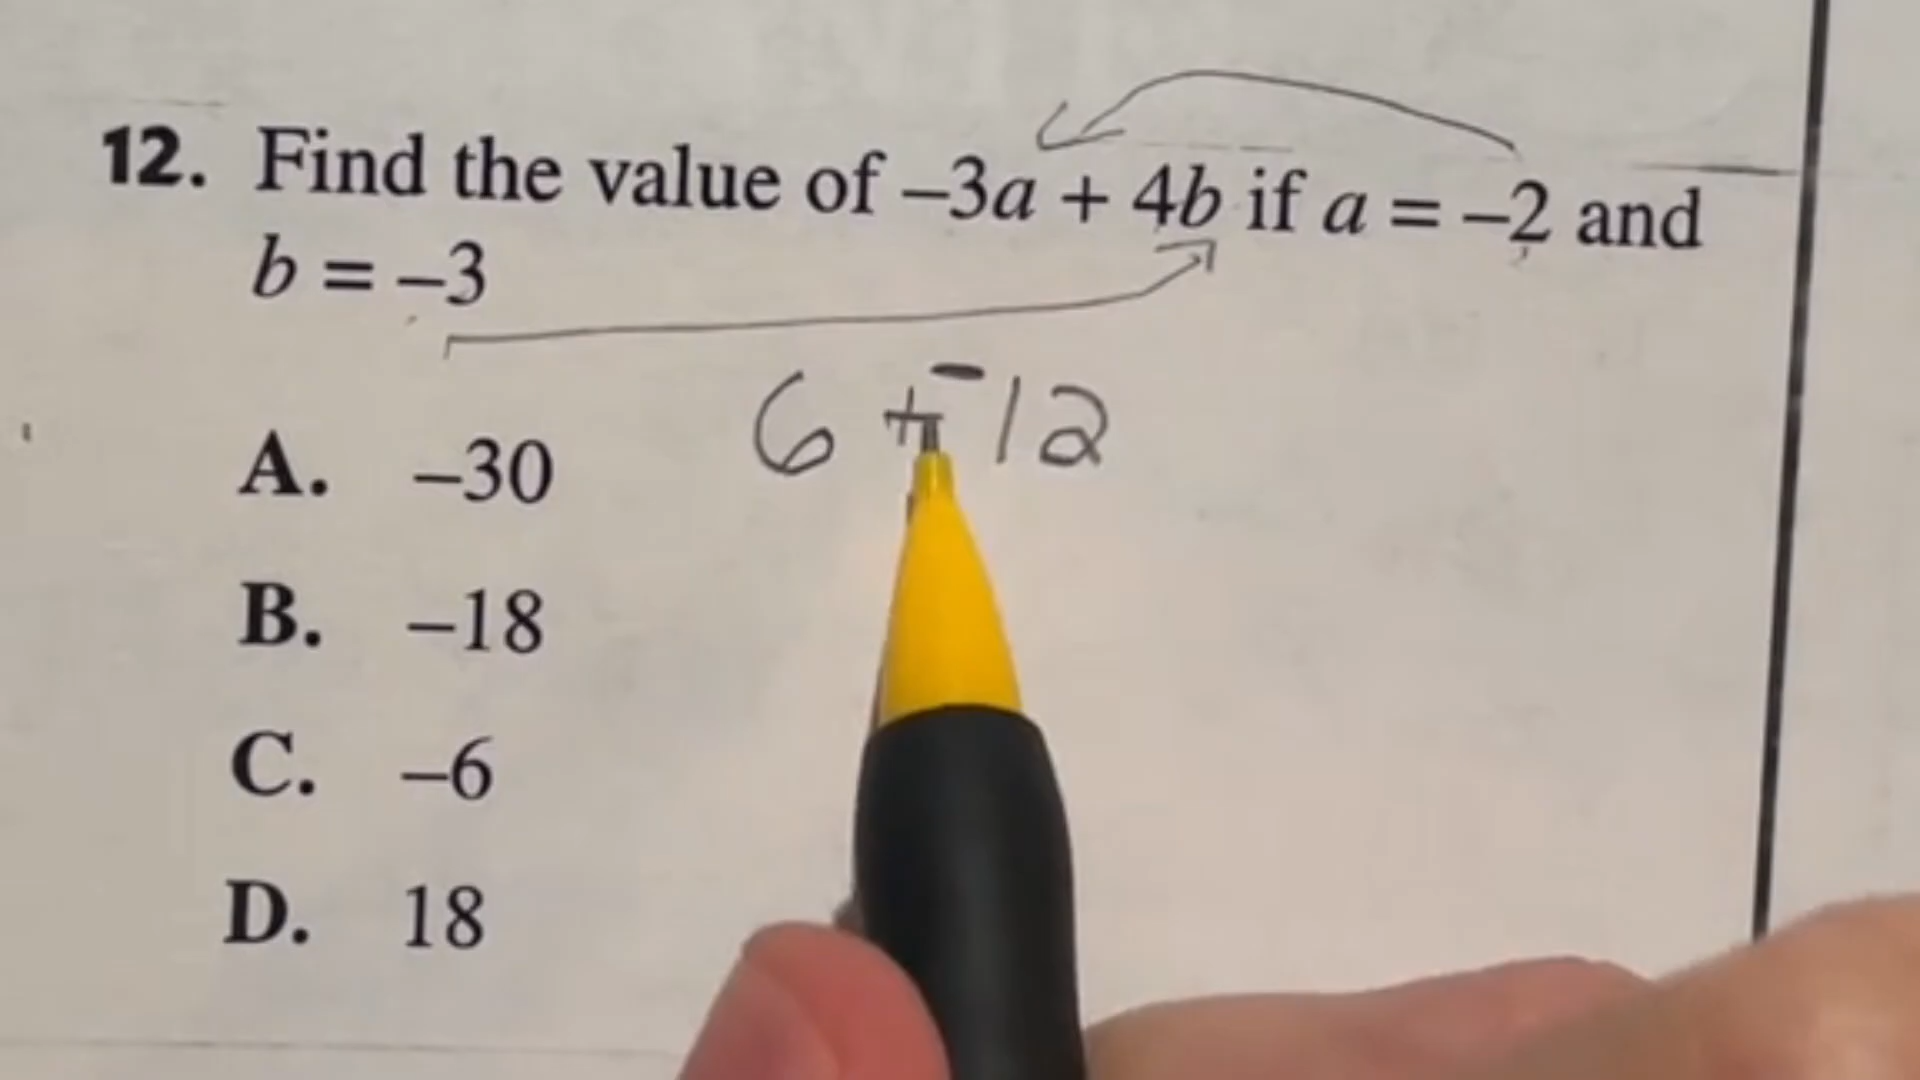 12. Find the value of –3a + 4b if a = –2 and
b = –3
6 + -12
A. –30
B. –18
C. –6
D. 18